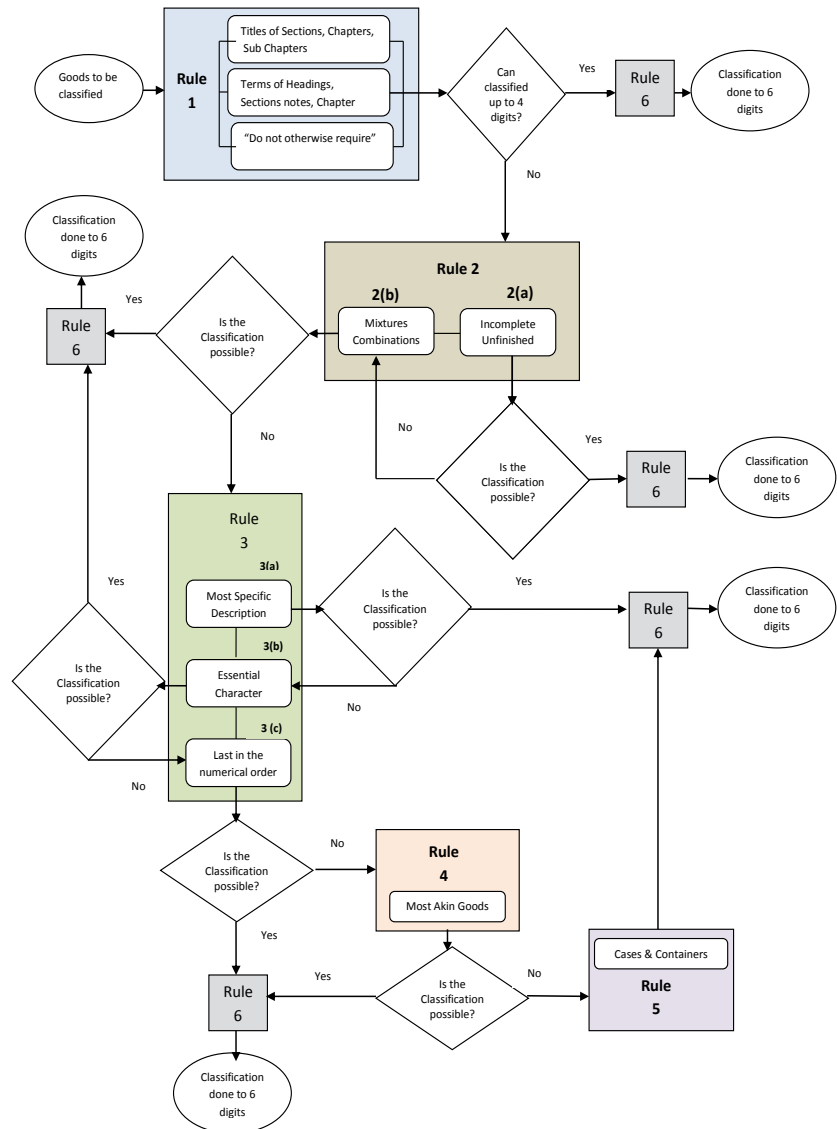 Goods to be
classified
Rule
1
Titles of Sections, Chapters,
Sub Chapters
Terms of Headings,
Sections notes, Chapter
“Do not otherwise require”
Can
classified
up to 4
digits?
Yes
Rule
6
Classification
done to 6
digits
No
Rule 2
2(b)
2(a)
Mixtures
Combinations
Incomplete
Unfinished
Is the
Classification
possible?
Yes
Rule
6
Classification
done to 6
digits
No
No
Is the
Classification
possible?
Yes
Rule
6
Classification
done to 6
digits
Rule
3
3(a)
Most Specific
Description
Is the
Classification
possible?
Yes
Rule
6
Classification
done to 6
digits
No
3(b)
Essential
Character
Is the
Classification
possible?
Yes
No
3 (c)
Last in the
numerical order
Is the
Classification
possible?
No
Yes
Rule
4
Most Akin Goods
Is the
Classification
possible?
Yes
No
Cases & Containers
Rule
5
Rule
6
Classification
done to 6
digits